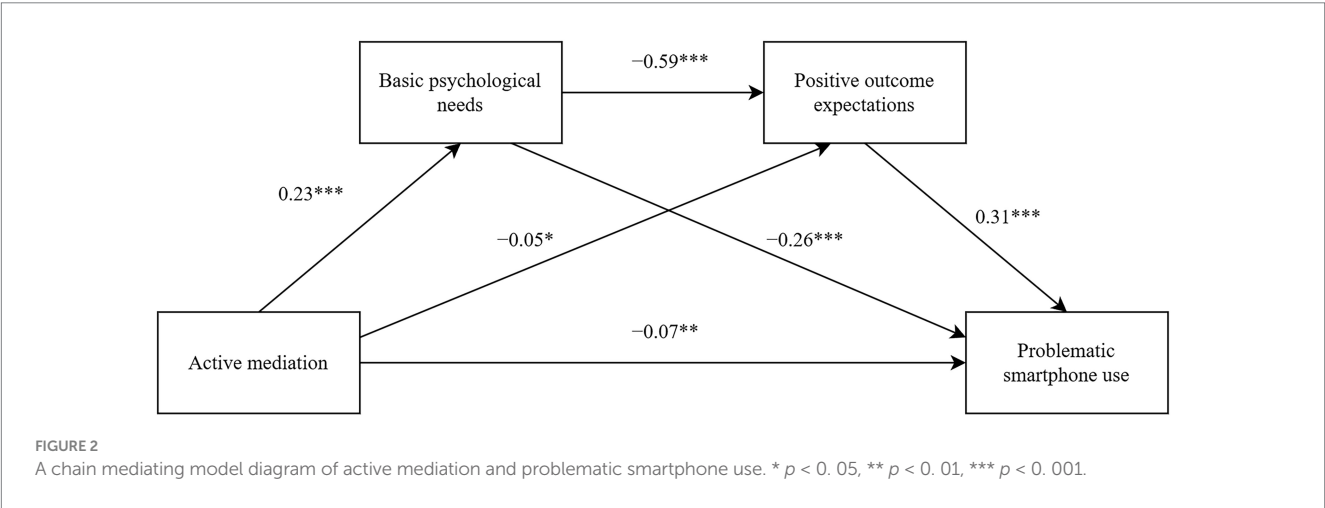 −0.59***
Basic psychological
needs
Positive outcome
expectations
0.23***
0.31***
−0.05*
−0.26***
−0.07**
Active mediation
Problematic
smartphone use
FIGURE 2
A chain mediating model diagram of active mediation and problematic smartphone use. * p < 0. 05, ** p < 0. 01, *** p < 0. 001.